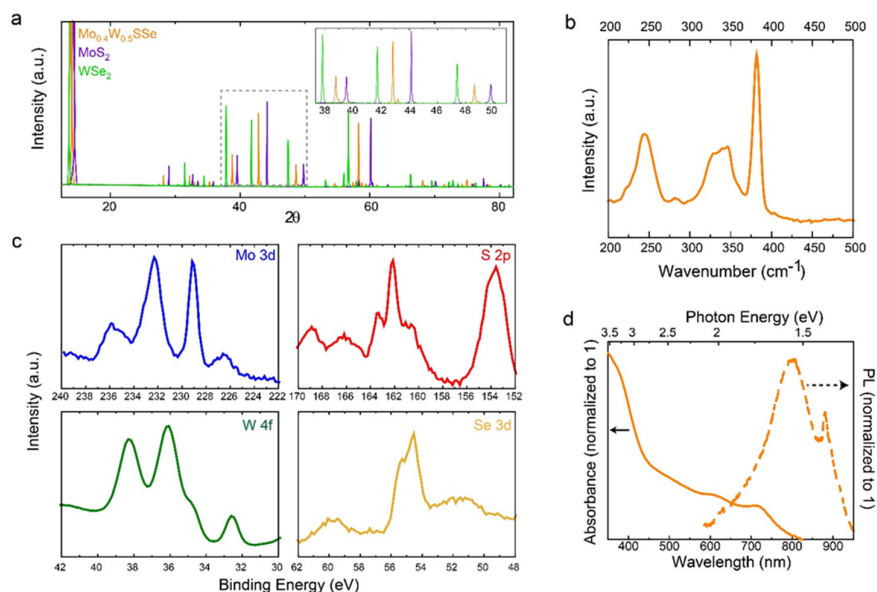 a
Intensity (a.u.)
Mo0.4W0.5SSe
MoS2
WSe2
38 40 42 44 46 48 50
20 40 60 80
2θ
b
200 250 300 350 400 450 500
Intensity (a.u.)
200 250 300 350 400 450 500
Wavenumber (cm-1)
c
Intensity (a.u.)
Mo 3d
240 238 236 234 232 230 228 226 224 222
S 2p
170 168 166 164 162 160 158 156 154 152
W 4f
42 40 38 36 34 32 30
Se 3d
62 60 58 56 54 52 50 48
Binding Energy (eV)
d
Photon Energy (eV)
3.5 3 2.5 2 1.5
Absorbance (normalized to 1)
PL (normalized to 1)
400 500 600 700 800 900
Wavelength (nm)